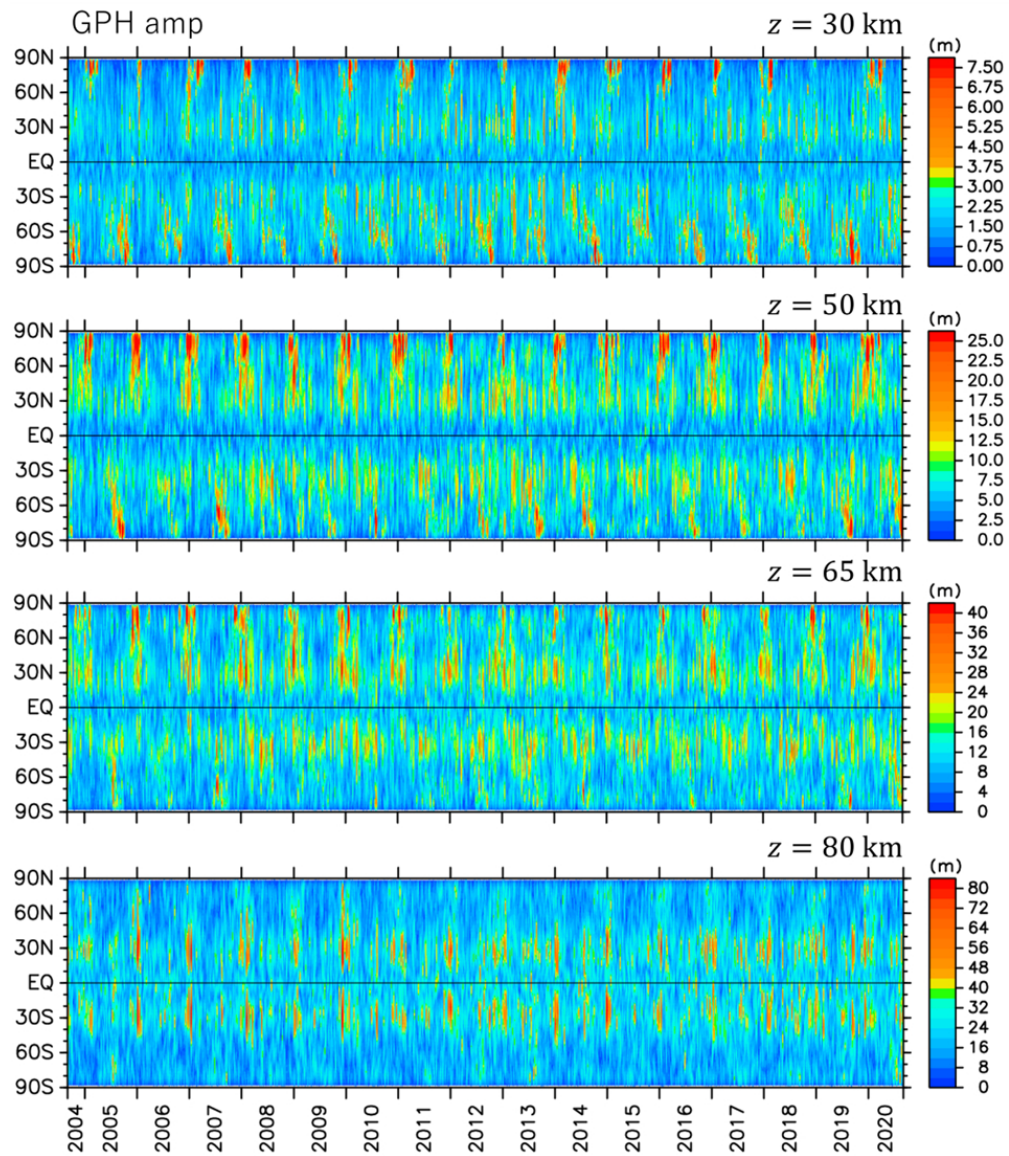 GPH amp
z = 30 km
(m)
90N
60N
30N
EQ
30S
60S
90S
7.50
6.75
6.00
5.25
4.50
3.75
3.00
2.25
1.50
0.75
0.00
z = 50 km
(m)
90N
60N
30N
EQ
30S
60S
90S
25.0
22.5
20.0
17.5
15.0
12.5
10.0
7.5
5.0
2.5
0.0
z = 65 km
(m)
90N
60N
30N
EQ
30S
60S
90S
40
36
32
28
24
20
16
12
8
4
0
z = 80 km
(m)
90N
60N
30N
EQ
30S
60S
90S
80
72
64
56
48
40
32
24
16
8
0
2004
2005
2006
2007
2008
2009
2010
2011
2012
2013
2014
2015
2016
2017
2018
2019
2020